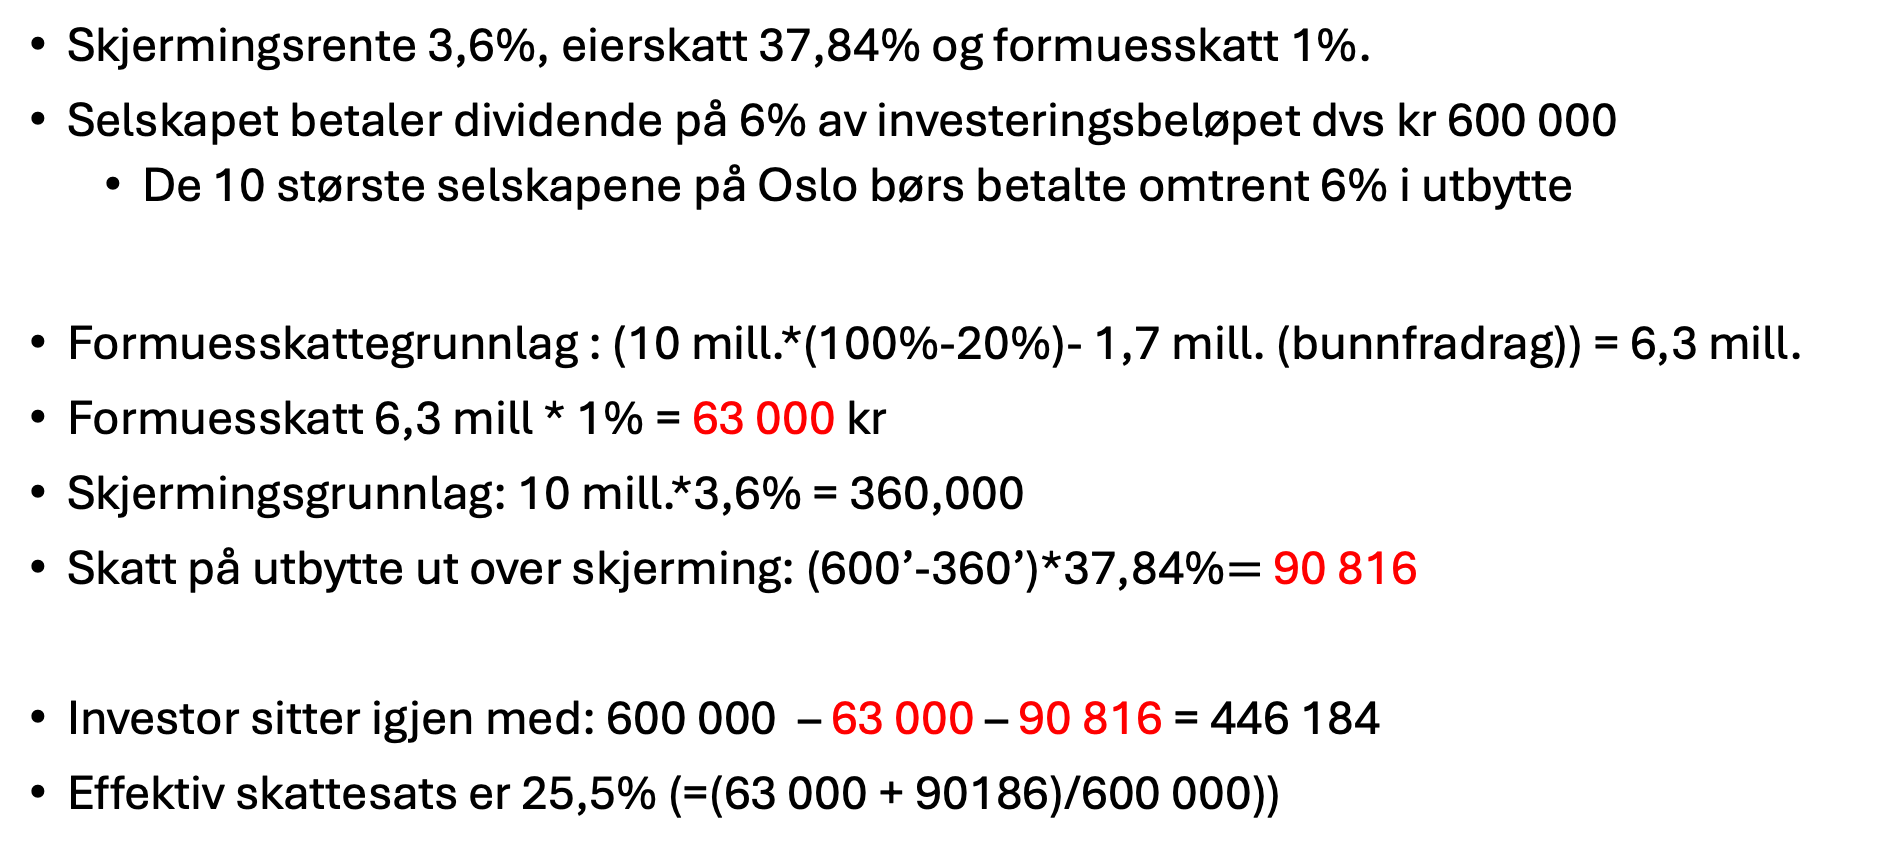 • Skjermingsrente 3,6%, eierskatt 37,84% og formuesskatt 1%.
• Selskapet betaler dividende på 6% av investeringsbeløpet dvs kr 600 000
• De 10 største selskapene på Oslo børs betalte omtrent 6% i utbytte
• Formuesskattegrunnlag : (10 mill.*(100%-20%)- 1,7 mill. (bunnfradrag)) = 6,3 mill.
• Formuesskatt 6,3 mill * 1% = 63 000 kr
• Skjermingsgrunnlag: 10 mill.*3,6% = 360,000
• Skatt på utbytte ut over skjerming: (600’-360’)*37,84%= 90 816
• Investor sitter igjen med: 600 000 – 63 000 – 90 816 = 446 184
• Effektiv skattesats er 25,5% (=(63 000 + 90186)/600 000))